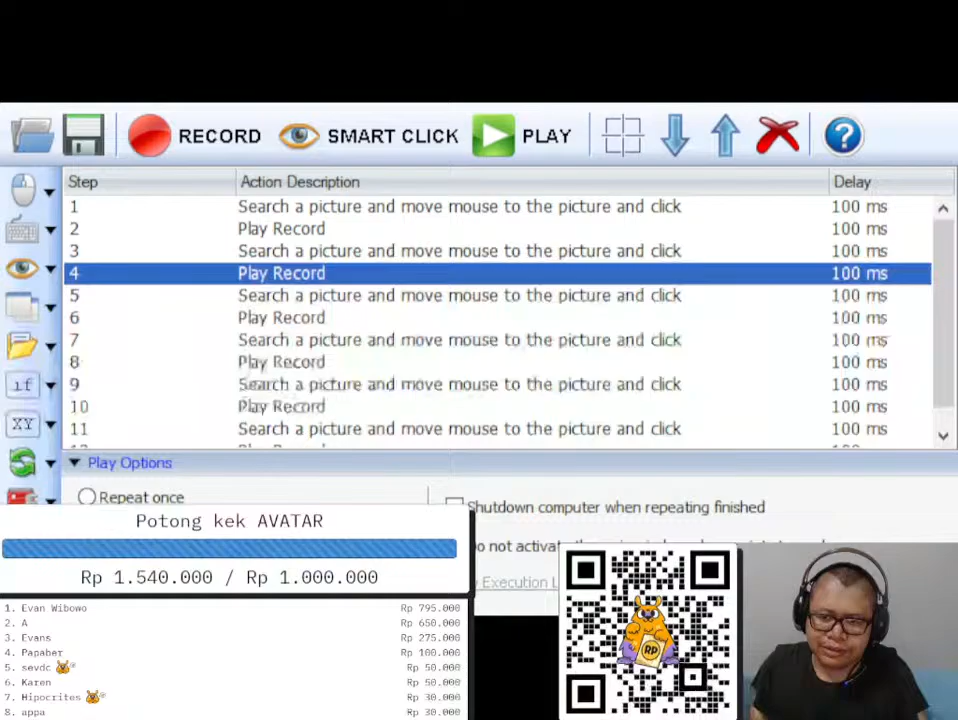 RECORD SMART CLICK PLAY
Step Action Description Delay
1 Search a picture and move mouse to the picture and click 100 ms
2 Play Record 100 ms
3 Search a picture and move mouse to the picture and click 100 ms
4 Play Record 100 ms
5 Search a picture and move mouse to the picture and click 100 ms
6 Play Record 100 ms
7 Search a picture and move mouse to the picture and click 100 ms
8 Play Record 100 ms
9 Search a picture and move mouse to the picture and click 100 ms
10 Play Record 100 ms
11 Search a picture and move mouse to the picture and click 100 ms
if
XY
Play Options
Repeat once
Shutdown computer when repeating finished
not activate
Execution
Potong kek AVATAR
Rp 1.540.000 / Rp 1.000.000
1. Evan Wibowo Rp 795.000
2. A Rp 650.000
3. Evans Rp 275.000
4. Papaber Rp 100.000
5. sevdc Rp 50.000
6. Karen Rp 50.000
7. Hipocrites Rp 30.000
8. appa Rp 30.000
RP